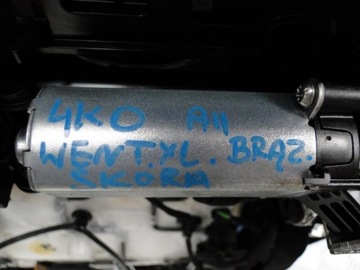 4K0 A11
WENTYL. BRĄZ.
SKÓRA